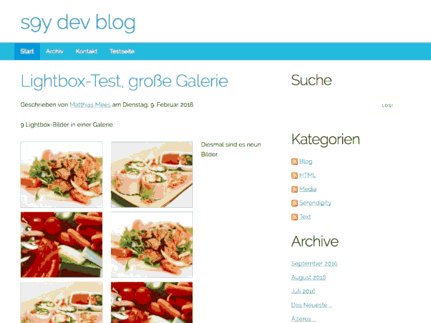 s9y dev blog
Start Archiv Kontakt Testseite
Lightbox-Test, große Galerie
Geschrieben von Matthias Mees am Dienstag, 9. Februar 2016
9 Lightbox-Bilder in einer Galerie
Diesmal sind es neun
Bilder.
Suche
LOS!
Kategorien
Blog
HTML
Media
Serendipity
Text
Archive
September 2016
August 2016
Juli 2016
Das Neueste ...
Älteres ...